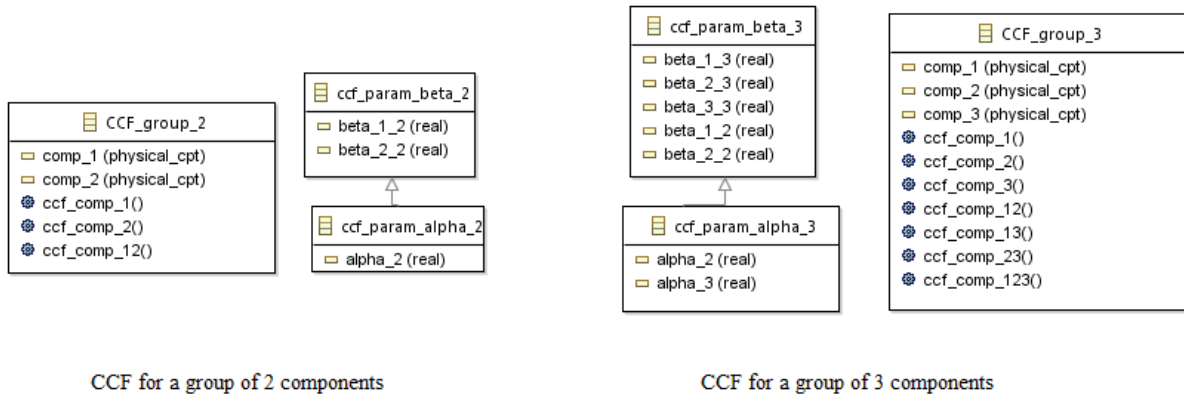 CCF_group_2
comp_1 (physical_cpt)
comp_2 (physical_cpt)
ccf_comp_1()
ccf_comp_2()
ccf_comp_12()
ccf_param_beta_2
beta_1_2 (real)
beta_2_2 (real)
ccf_param_alpha_2
alpha_2 (real)
CCF for a group of 2 components
ccf_param_beta_3
beta_1_3 (real)
beta_2_3 (real)
beta_3_3 (real)
beta_1_2 (real)
beta_2_2 (real)
ccf_param_alpha_3
alpha_2 (real)
alpha_3 (real)
CCF_group_3
comp_1 (physical_cpt)
comp_2 (physical_cpt)
comp_3 (physical_cpt)
ccf_comp_1()
ccf_comp_2()
ccf_comp_3()
ccf_comp_12()
ccf_comp_13()
ccf_comp_23()
ccf_comp_123()
CCF for a group of 3 components